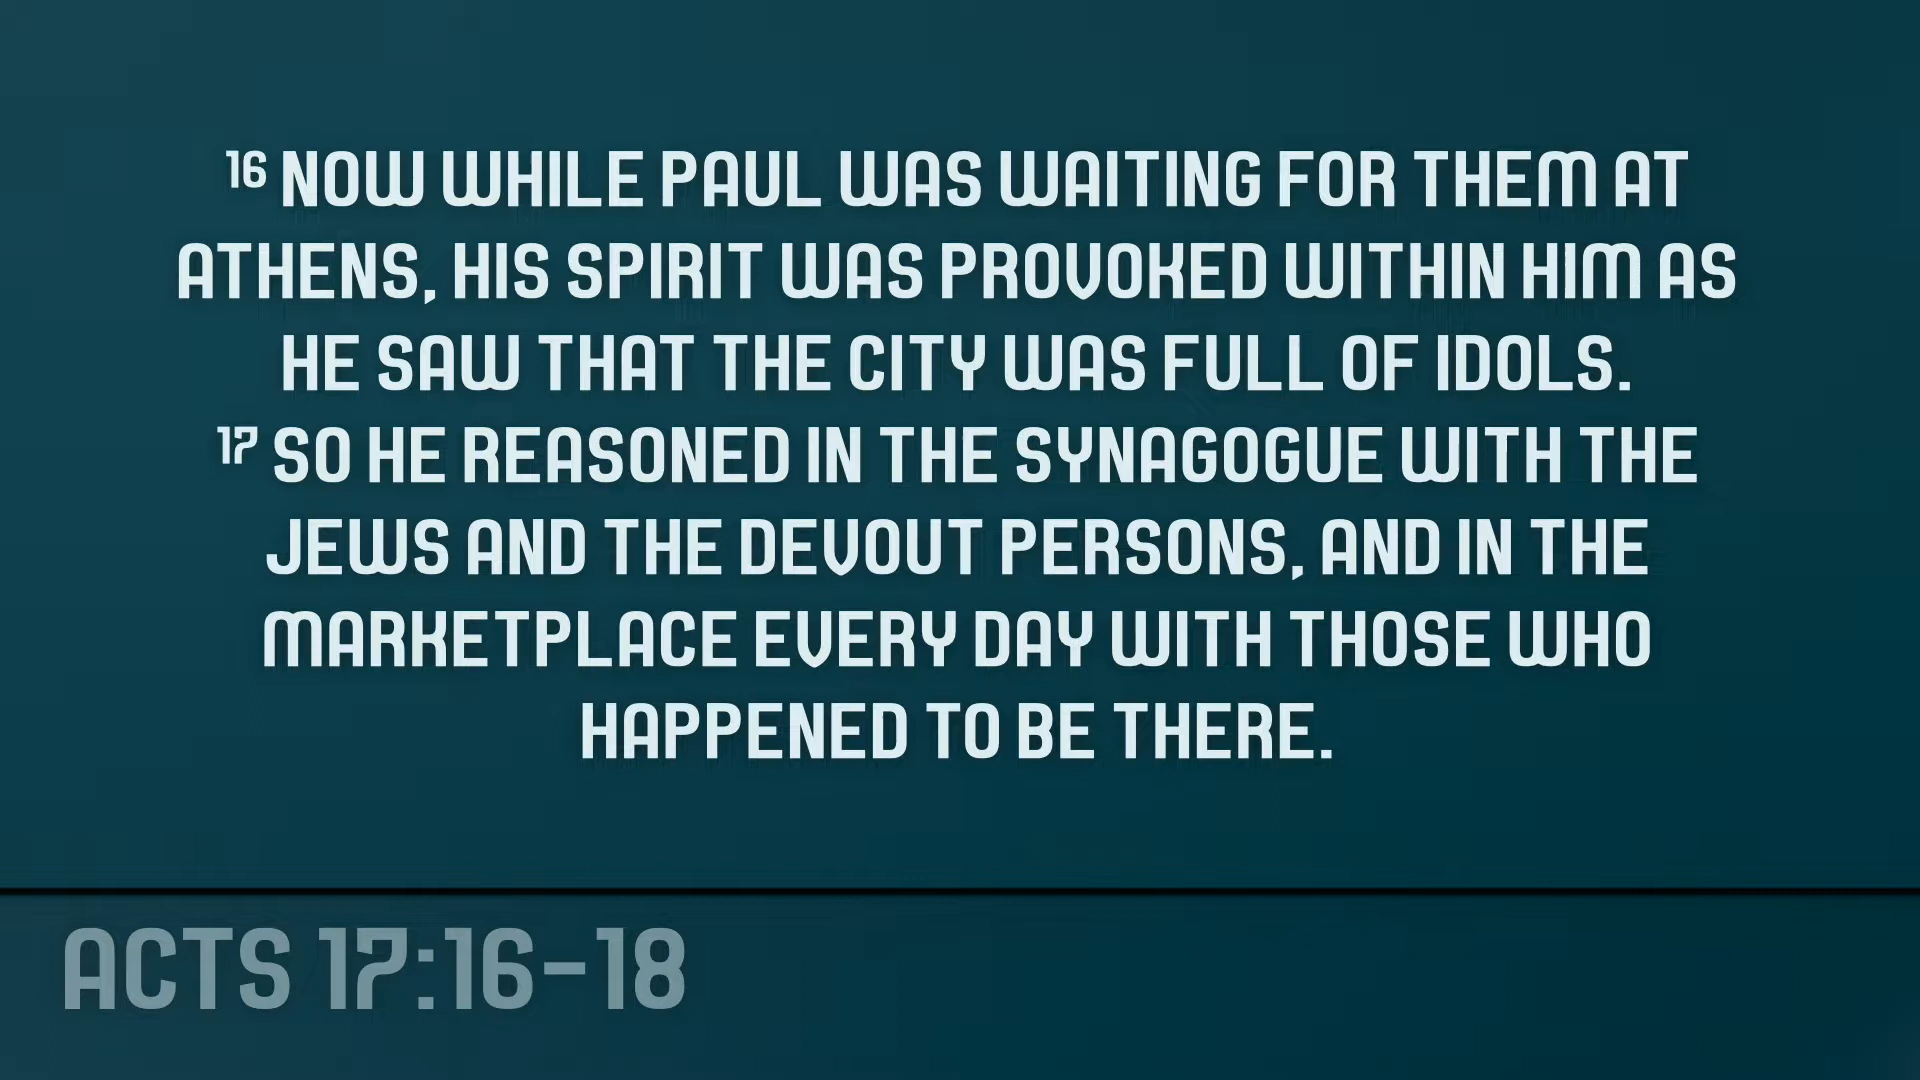 16 NOW WHILE PAUL WAS WAITING FOR THEM AT
ATHENS, HIS SPIRIT WAS PROVOKED WITHIN HIM AS
HE SAW THAT THE CITY WAS FULL OF IDOLS.
17 SO HE REASONED IN THE SYNAGOGUE WITH THE
JEWS AND THE DEVOUT PERSONS, AND IN THE
MARKETPLACE EVERY DAY WITH THOSE WHO
HAPPENED TO BE THERE.
ACTS 17:16-18